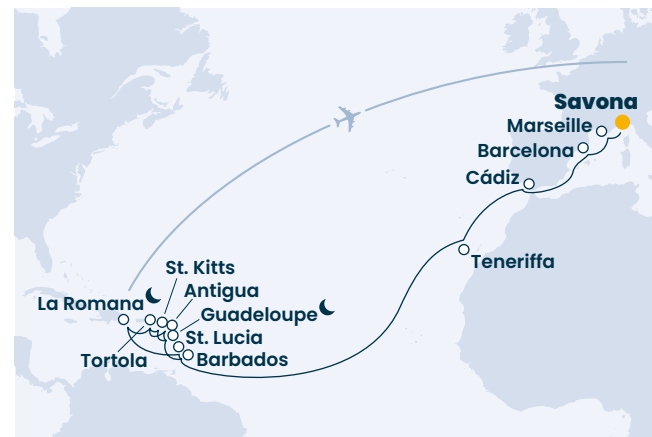 Savona
Marseille
Barcelona
Cádiz
Teneriffa
St. Kitts
Antigua
La Romana
Guadeloupe
St. Lucia
Tortola
Barbados